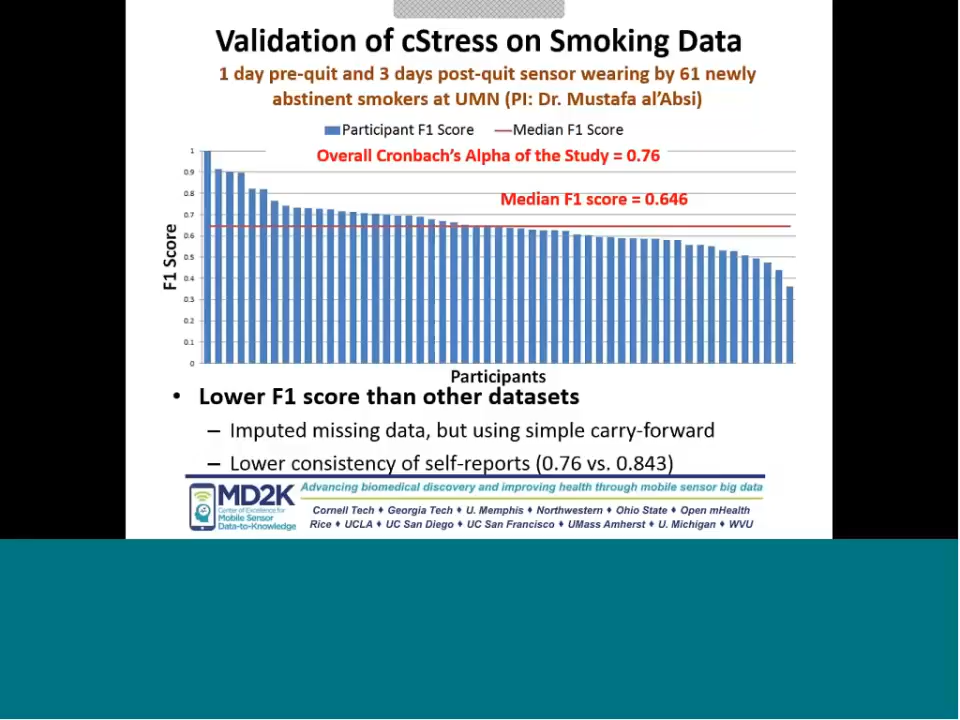 Validation of cStress on Smoking Data
1 day pre-quit and 3 days post-quit sensor wearing by 61 newly
abstinent smokers at UMN (PI: Dr. Mustafa al’Absi)
Participant F1 Score
Median F1 Score
Overall Cronbach’s Alpha of the Study = 0.76
Median F1 score = 0.646
F1 Score
1
0.9
0.8
0.7
0.6
0.5
0.4
0.3
0.2
0.1
0
Participants
• Lower F1 score than other datasets
– Imputed missing data, but using simple carry-forward
– Lower consistency of self-reports (0.76 vs. 0.843)
MD2K
Center of Excellence for
Mobile Sensor
Data-to-Knowledge
Advancing biomedical discovery and improving health through mobile sensor big data
Cornell Tech ♦ Georgia Tech ♦ U. Memphis ♦ Northwestern ♦ Ohio State ♦ Open mHealth
Rice ♦ UCLA ♦ UC San Diego ♦ UC San Francisco ♦ UMass Amherst ♦ U. Michigan ♦ WVU